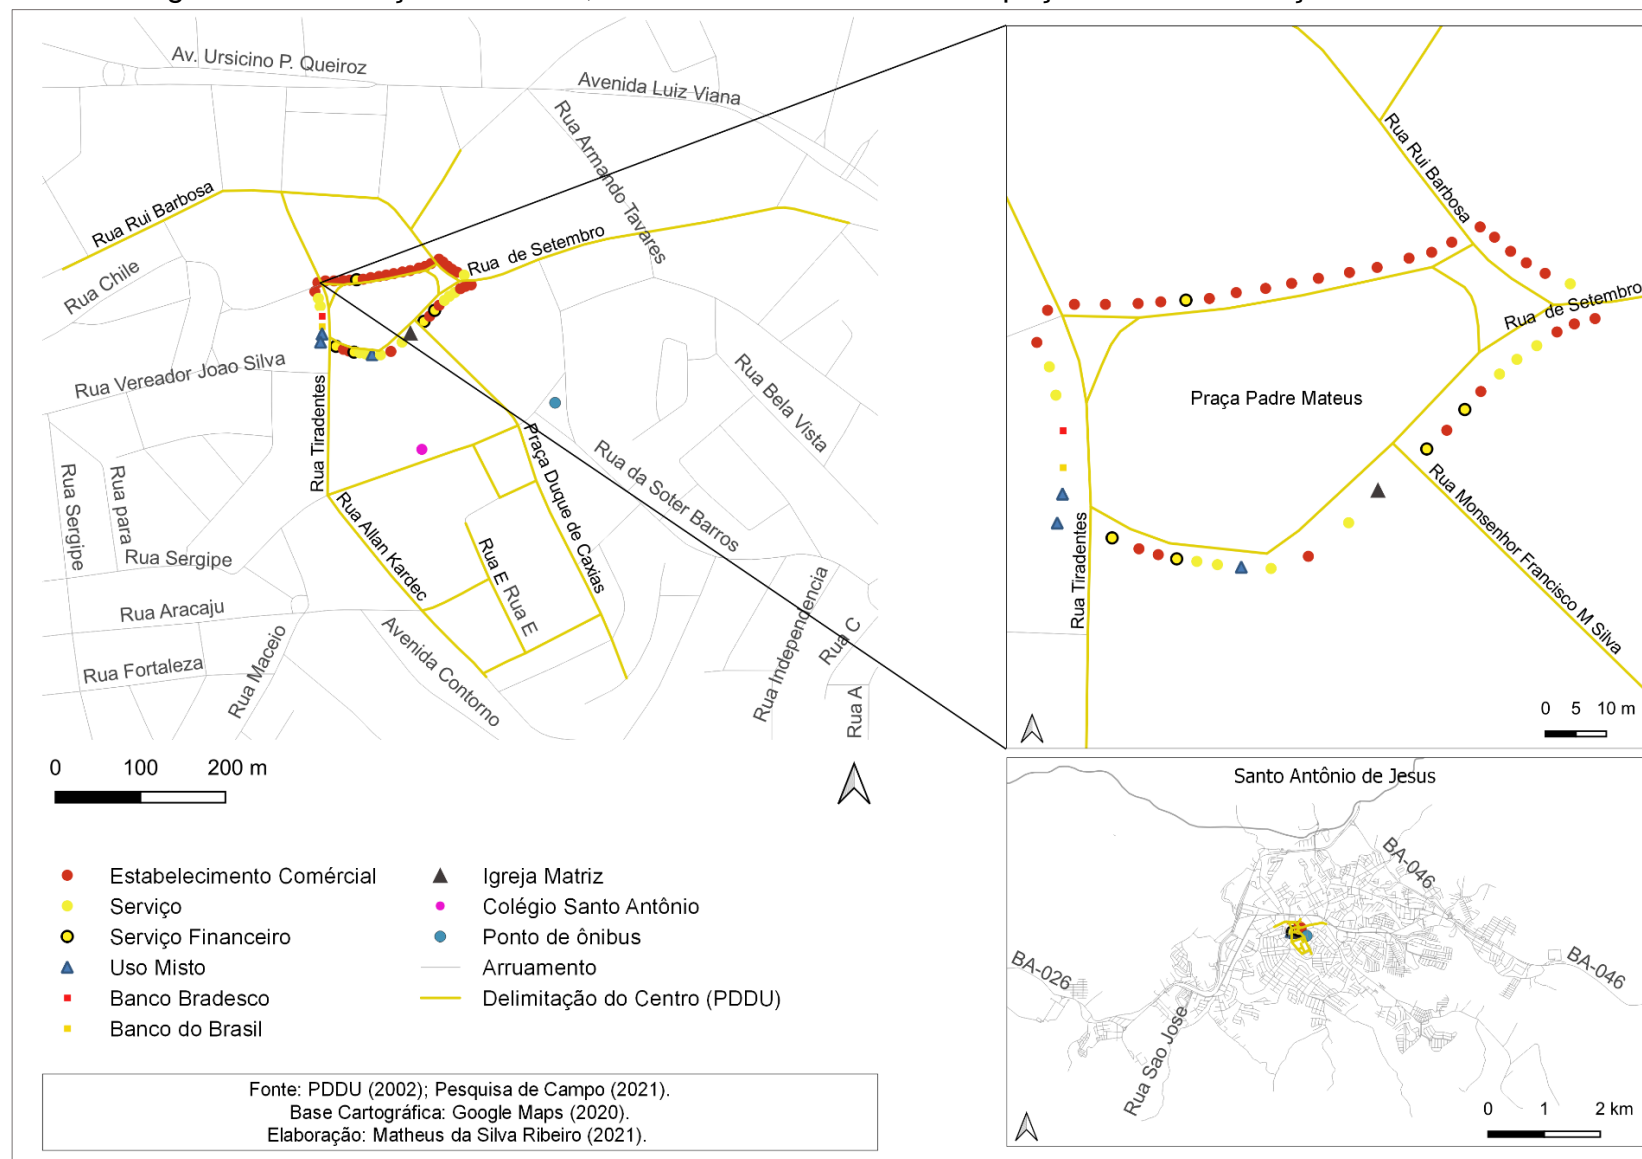 Av. Ursicino P. Queiroz
Avenida Luiz Viana
Rua Armando Tavares
Rua Rui Barbosa
Rua de Setembro
Rua Chile
Rua Vereador Joao Silva
Rua Tiradentes
Rua Bela Vista
Rua Sergipe
Rua para
Praça Duque de Caxias
Rua da Soter Barros
Rua Allan Kardec
Rua E
Rua E
Rua Sergipe
Rua Aracaju
Rua Fortaleza
Rua Maceio
Avenida Contorno
Rua Independencia
Rua C
Rua A
0 100 200 m
Rua Rui Barbosa
Rua de Setembro
Praça Padre Mateus
Rua Tiradentes
Rua Monsenhor Francisco M Silva
0 5 10 m
Santo Antônio de Jesus
BA-046
BA-026
BA-046
Rua Sao Jose
0 1 2 km
Estabelecimento Comércial
Serviço
Serviço Financeiro
Uso Misto
Banco Bradesco
Banco do Brasil
Igreja Matriz
Colégio Santo Antônio
Ponto de ônibus
Arruamento
Delimitação do Centro (PDDU)
Fonte: PDDU (2002); Pesquisa de Campo (2021).
Base Cartográfica: Google Maps (2020).
Elaboração: Matheus da Silva Ribeiro (2021).